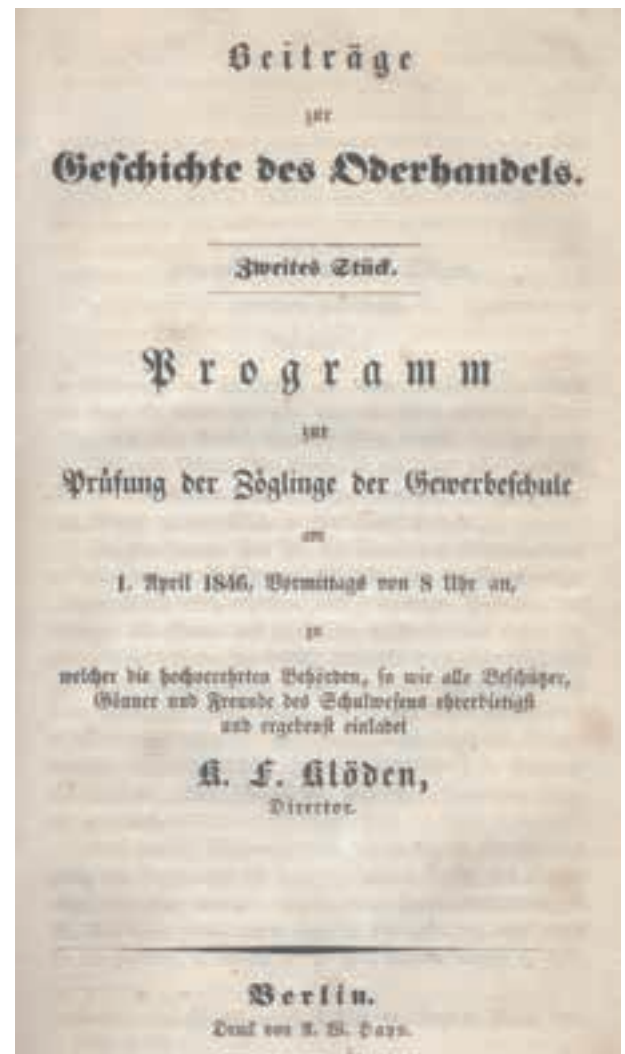 Beiträge
zur
Geschichte des Oderhandels.
Zweites Stück.
Programm
zur
Prüfung der Zöglinge der Gewerbeschule
am
1. April 1846, Vormittags von 8 Uhr an,
zu
welcher die hochverehrten Behörden, so wie alle Beschützer,
Gönner und Freunde des Schulwesens ehrerbietigst
und ergebenst einladet
K. F. Klöden,
Director.
Berlin.
Druck von A. W. Hayn.